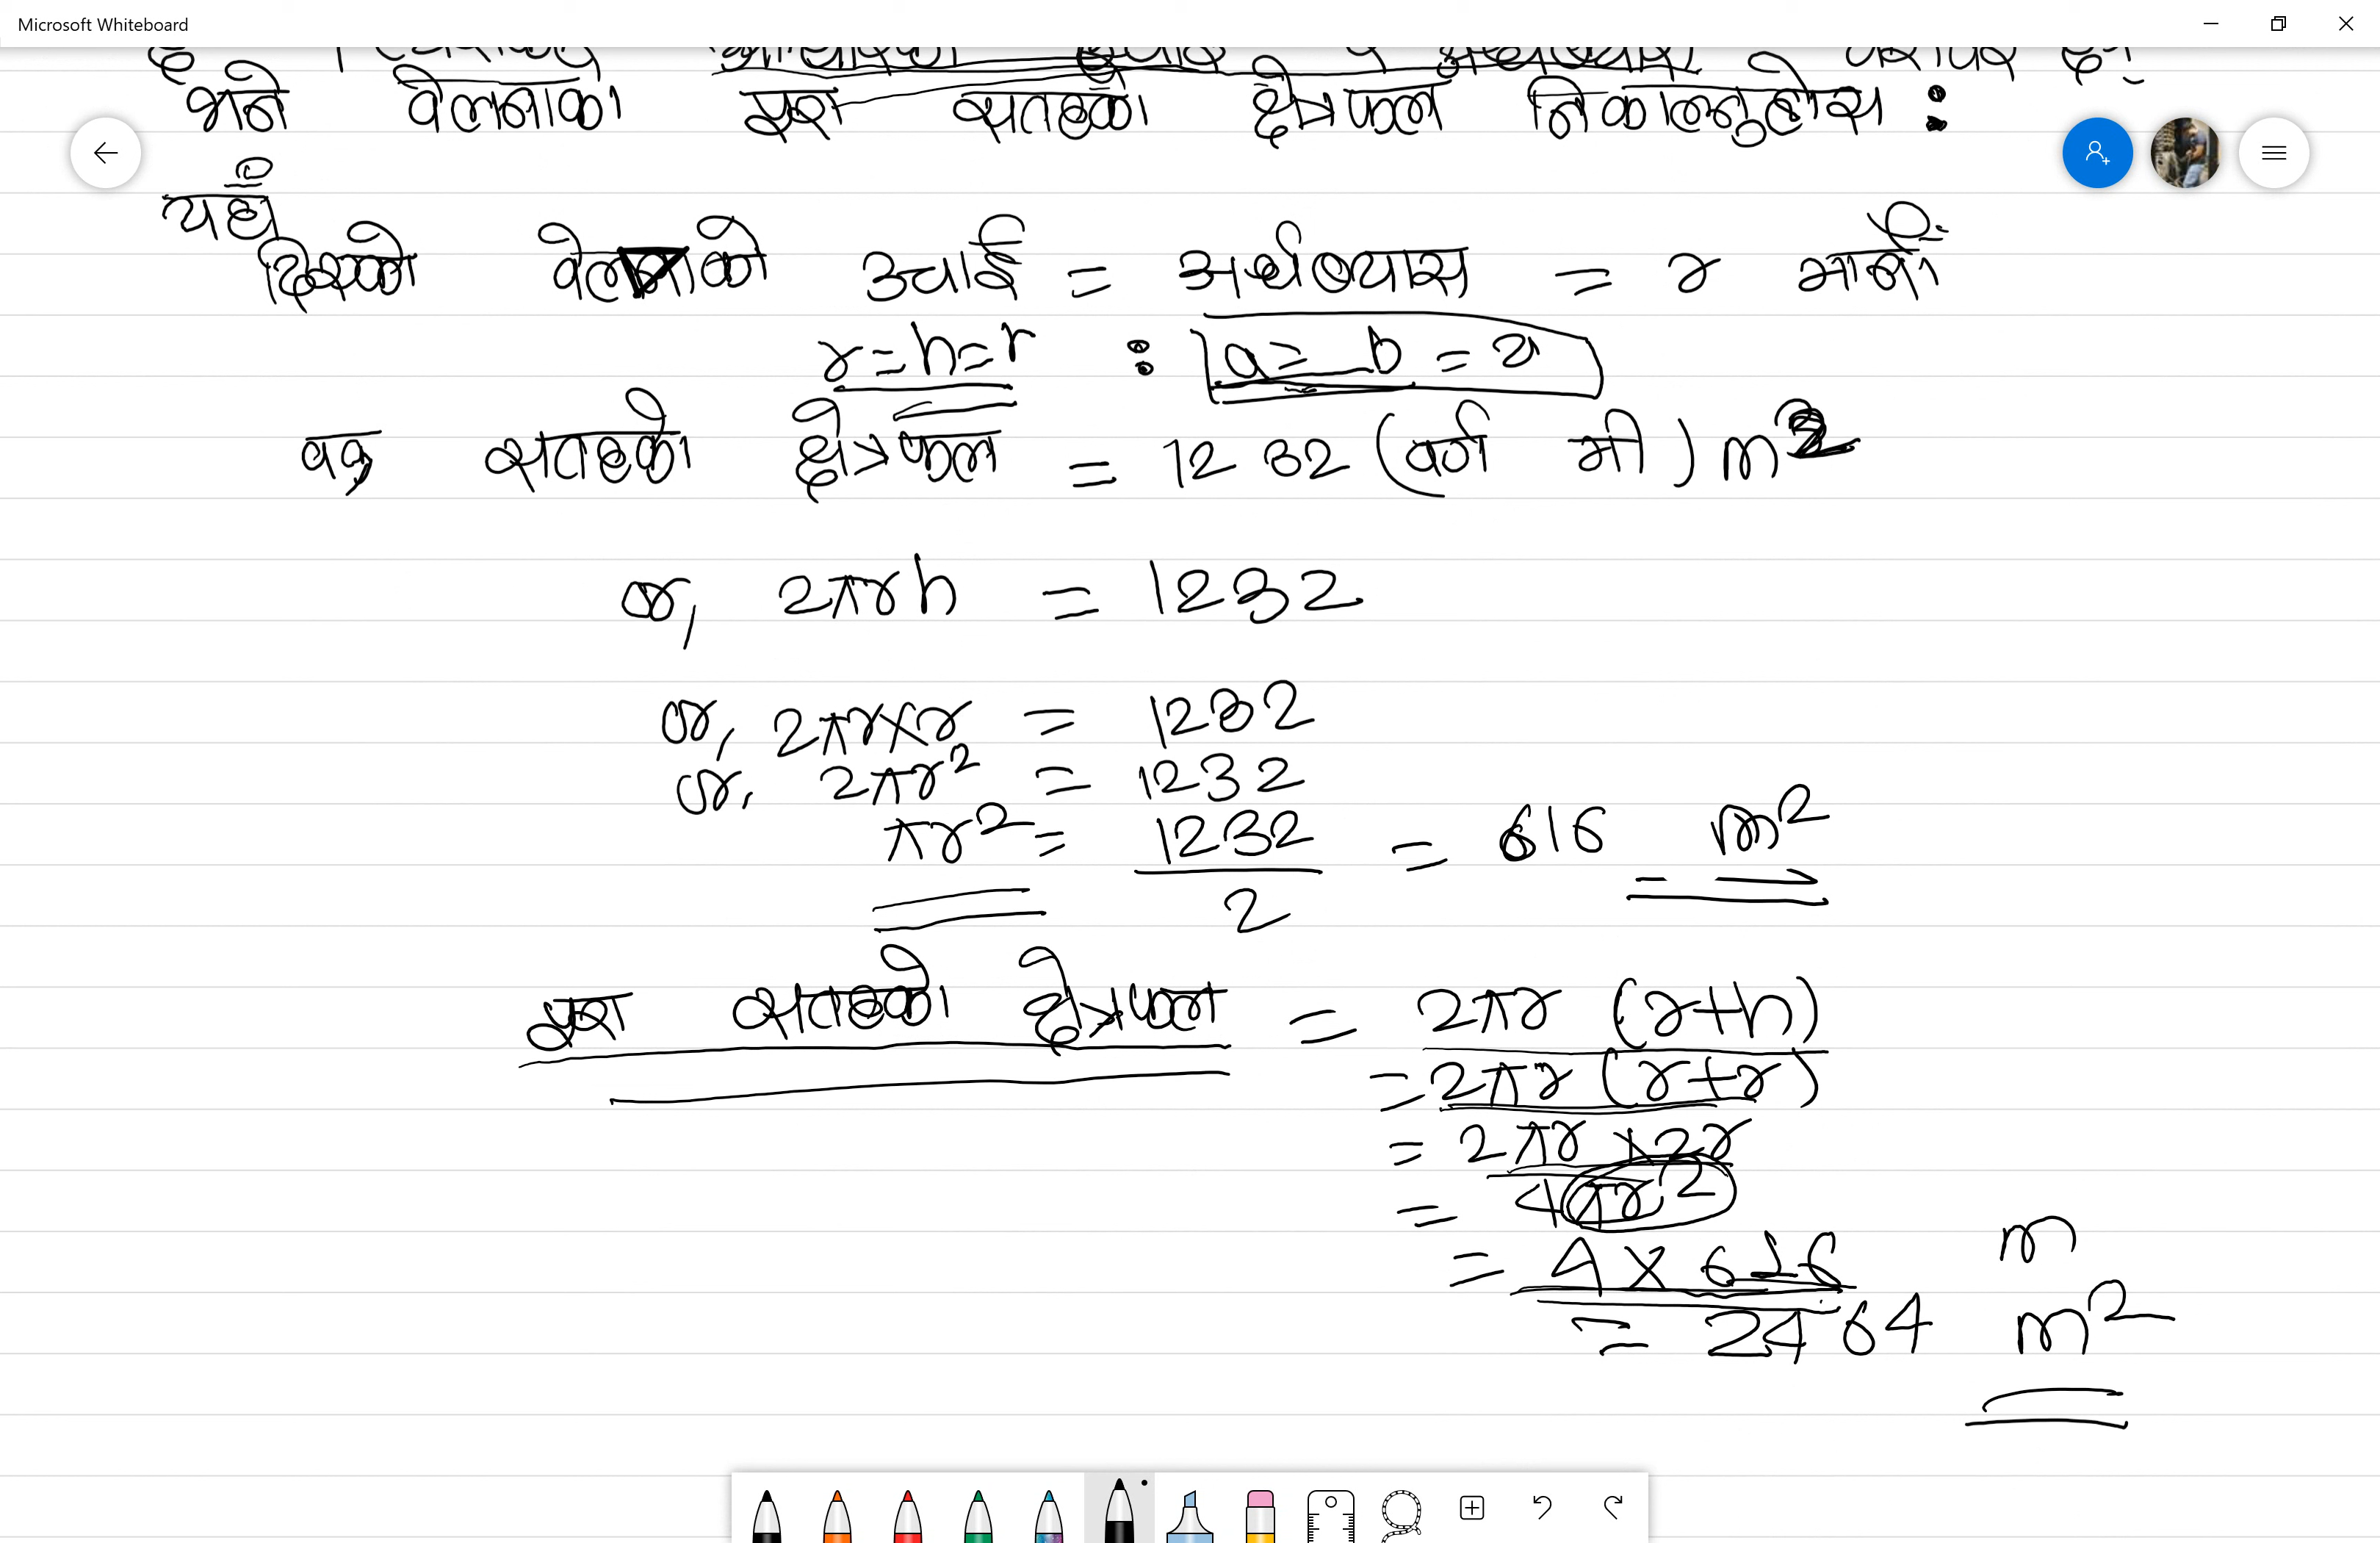 Microsoft Whiteboard
भने बेलनाको पुरा सतहको क्षेत्रफल निकाल्नुहोस :
यहाँ
बेलनाको उचाई = अर्धव्यास = r मानौं
r = h = r : a = b = २
वक्र सतहको क्षेत्रफल = 1232 (वर्ग मी) m²
or, 2πrh = 1232
or, 2πr×r = 1232
or, 2πr² = 1232
πr² = 1232/2 = 616 m²
पुरा सतहको क्षेत्रफल = 2πr (r+h)
= 2πr (r+r)
= 2πr ×2r
= 4πr²
= 4 × 616 m
= 2464 m²